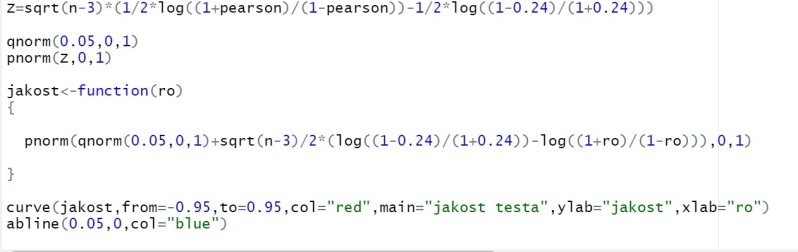 z=sqrt(n-3)*(1/2*log((1+pearson)/(1-pearson))-1/2*log((1-0.24)/(1+0.24)))
qnorm(0.05,0,1)
pnorm(z,0,1)
jakost<-function(ro)
{
pnorm(qnorm(0.05,0,1)+sqrt(n-3)/2*(log((1-0.24)/(1+0.24))-log((1+ro)/(1-ro))),0,1)
}
curve(jakost,from=-0.95,to=0.95,col="red",main="jakost testa",ylab="jakost",xlab="ro")
abline(0.05,0,col="blue")